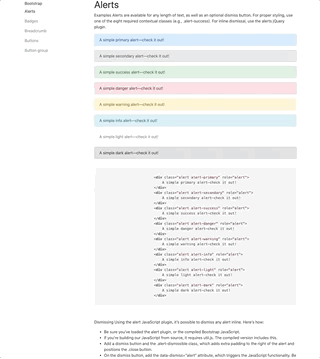 Bootstrap
Alerts
Badges
Breadcrumb
Buttons
Button group
Alerts
Examples Alerts are available for any length of text, as well as an optional dismiss button. For proper styling, use
one of the eight required contextual classes (e.g., .alert-success). For inline dismissal, use the alerts jQuery
plugin.
A simple primary alert—check it out!
A simple secondary alert—check it out!
A simple success alert—check it out!
A simple danger alert—check it out!
A simple warning alert—check it out!
A simple info alert—check it out!
A simple light alert—check it out!
A simple dark alert—check it out!
<div class="alert alert-primary" role="alert">
A simple primary alert—check it out!
</div>
<div class="alert alert-secondary" role="alert">
A simple secondary alert—check it out!
</div>
<div class="alert alert-success" role="alert">
A simple success alert—check it out!
</div>
<div class="alert alert-danger" role="alert">
A simple danger alert—check it out!
</div>
<div class="alert alert-warning" role="alert">
A simple warning alert—check it out!
</div>
<div class="alert alert-info" role="alert">
A simple info alert—check it out!
</div>
<div class="alert alert-light" role="alert">
A simple light alert—check it out!
</div>
<div class="alert alert-dark" role="alert">
A simple dark alert—check it out!
</div>
Dismissing Using the alert JavaScript plugin, it's possible to dismiss any alert inline. Here's how:
Be sure you've loaded the alert plugin, or the compiled Bootstrap JavaScript.
If you're building our JavaScript from source, it requires util.js. The compiled version includes this.
Add a dismiss button and the .alert-dismissible class, which adds extra padding to the right of the alert and
positions the .close button.
On the dismiss button, add the data-dismiss="alert" attribute, which triggers the JavaScript functionality. Be